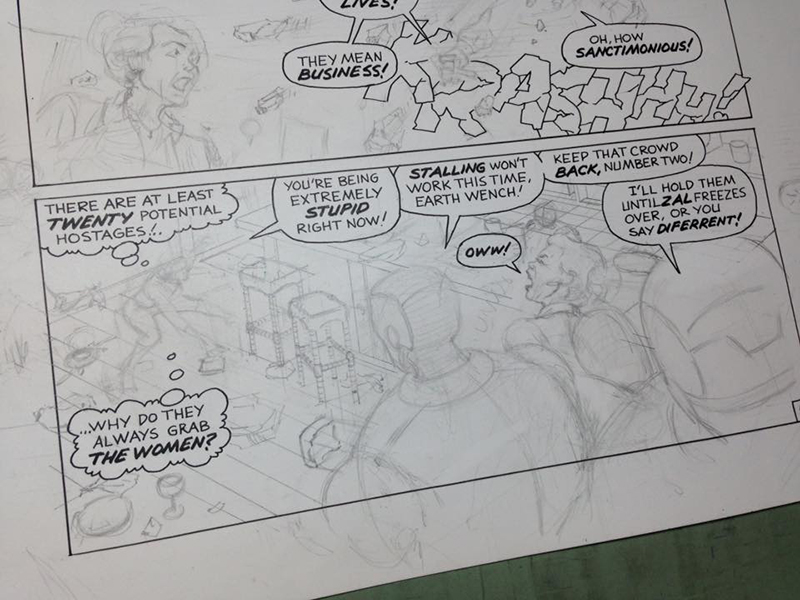 LIVES!
THEY MEAN
BUSINESS!
OH, HOW
SANCTIMONIOUS!
THERE ARE AT LEAST
TWENTY POTENTIAL
HOSTAGES!..
YOU'RE BEING
EXTREMELY
STUPID
RIGHT NOW!
STALLING WON'T
WORK THIS TIME,
EARTH WENCH!
KEEP THAT CROWD
BACK, NUMBER TWO!
I'LL HOLD THEM
UNTIL ZAL FREEZES
OVER, OR YOU
SAY DIFERRENT!
OWW!
...WHY DO THEY
ALWAYS GRAB
THE WOMEN?